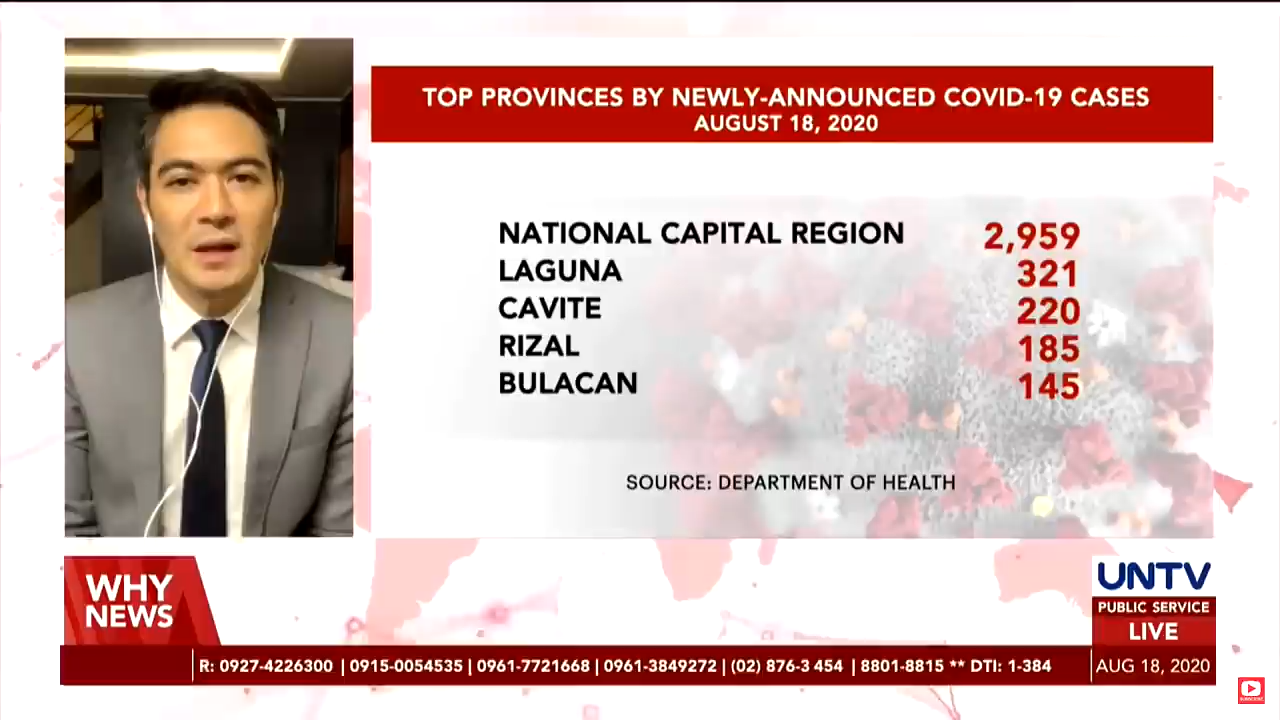 TOP PROVINCES BY NEWLY-ANNOUNCED COVID-19 CASES
AUGUST 18, 2020
NATIONAL CAPITAL REGION 2,959
LAGUNA 321
CAVITE 220
RIZAL 185
BULACAN 145
SOURCE: DEPARTMENT OF HEALTH
WHY
NEWS
UNTV
PUBLIC SERVICE
LIVE
R: 0927-4226300 | 0915-0054535 | 0961-7721668 | 0961-3849272 | (02) 876-3 454 | 8801-8815 ** DTI: 1-384
AUG 18, 2020
SUBSCRIBE